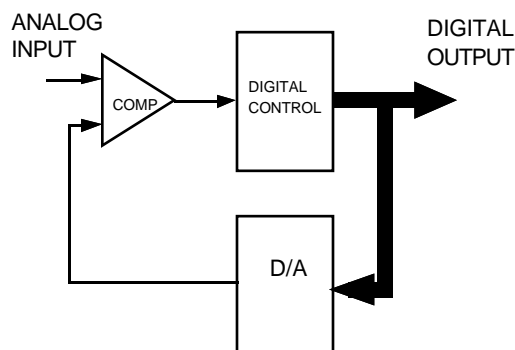 ANALOG
INPUT
DIGITAL
OUTPUT
COMP
DIGITAL
CONTROL
D/A